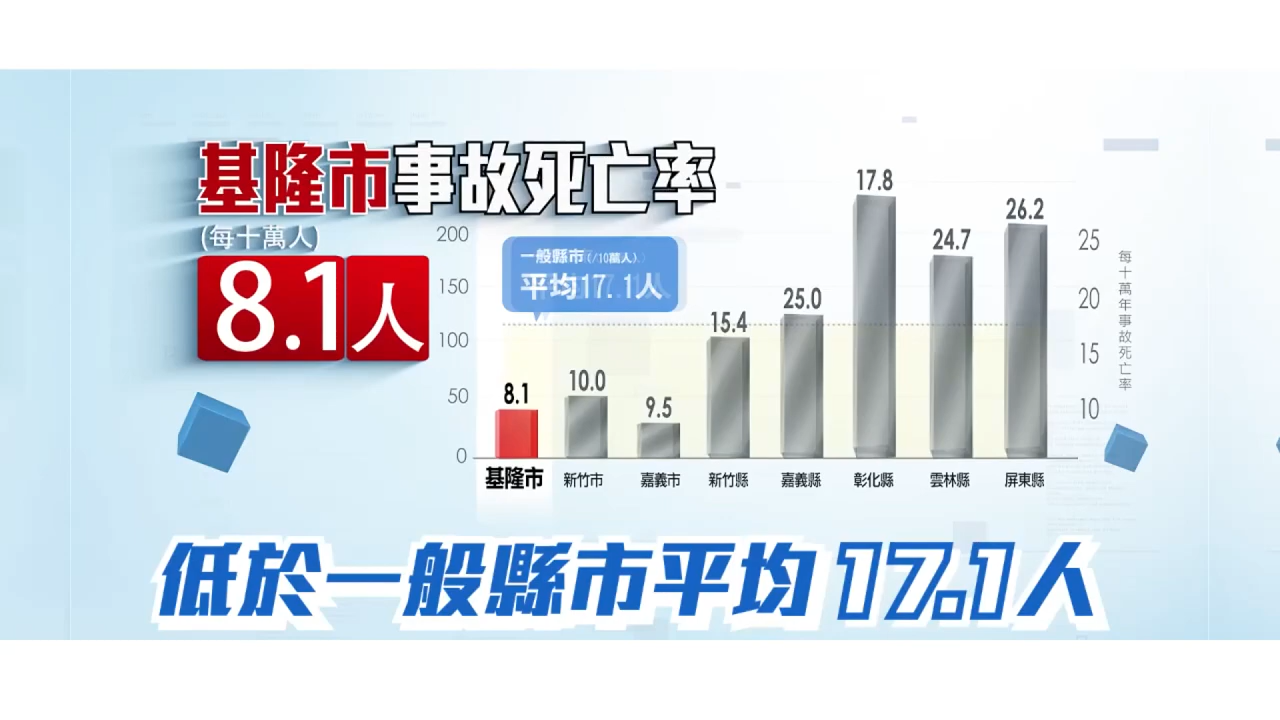 基隆市事故死亡率
(每十萬人)
8.1人
一般縣市(/10萬人)
平均17.1人
200
150
100
50
0
8.1
10.0
9.5
15.4
25.0
17.8
24.7
26.2
25
20
15
10
每十萬年事故死亡率
基隆市
新竹市
嘉義市
新竹縣
嘉義縣
彰化縣
雲林縣
屏東縣
低於一般縣市平均17.1人